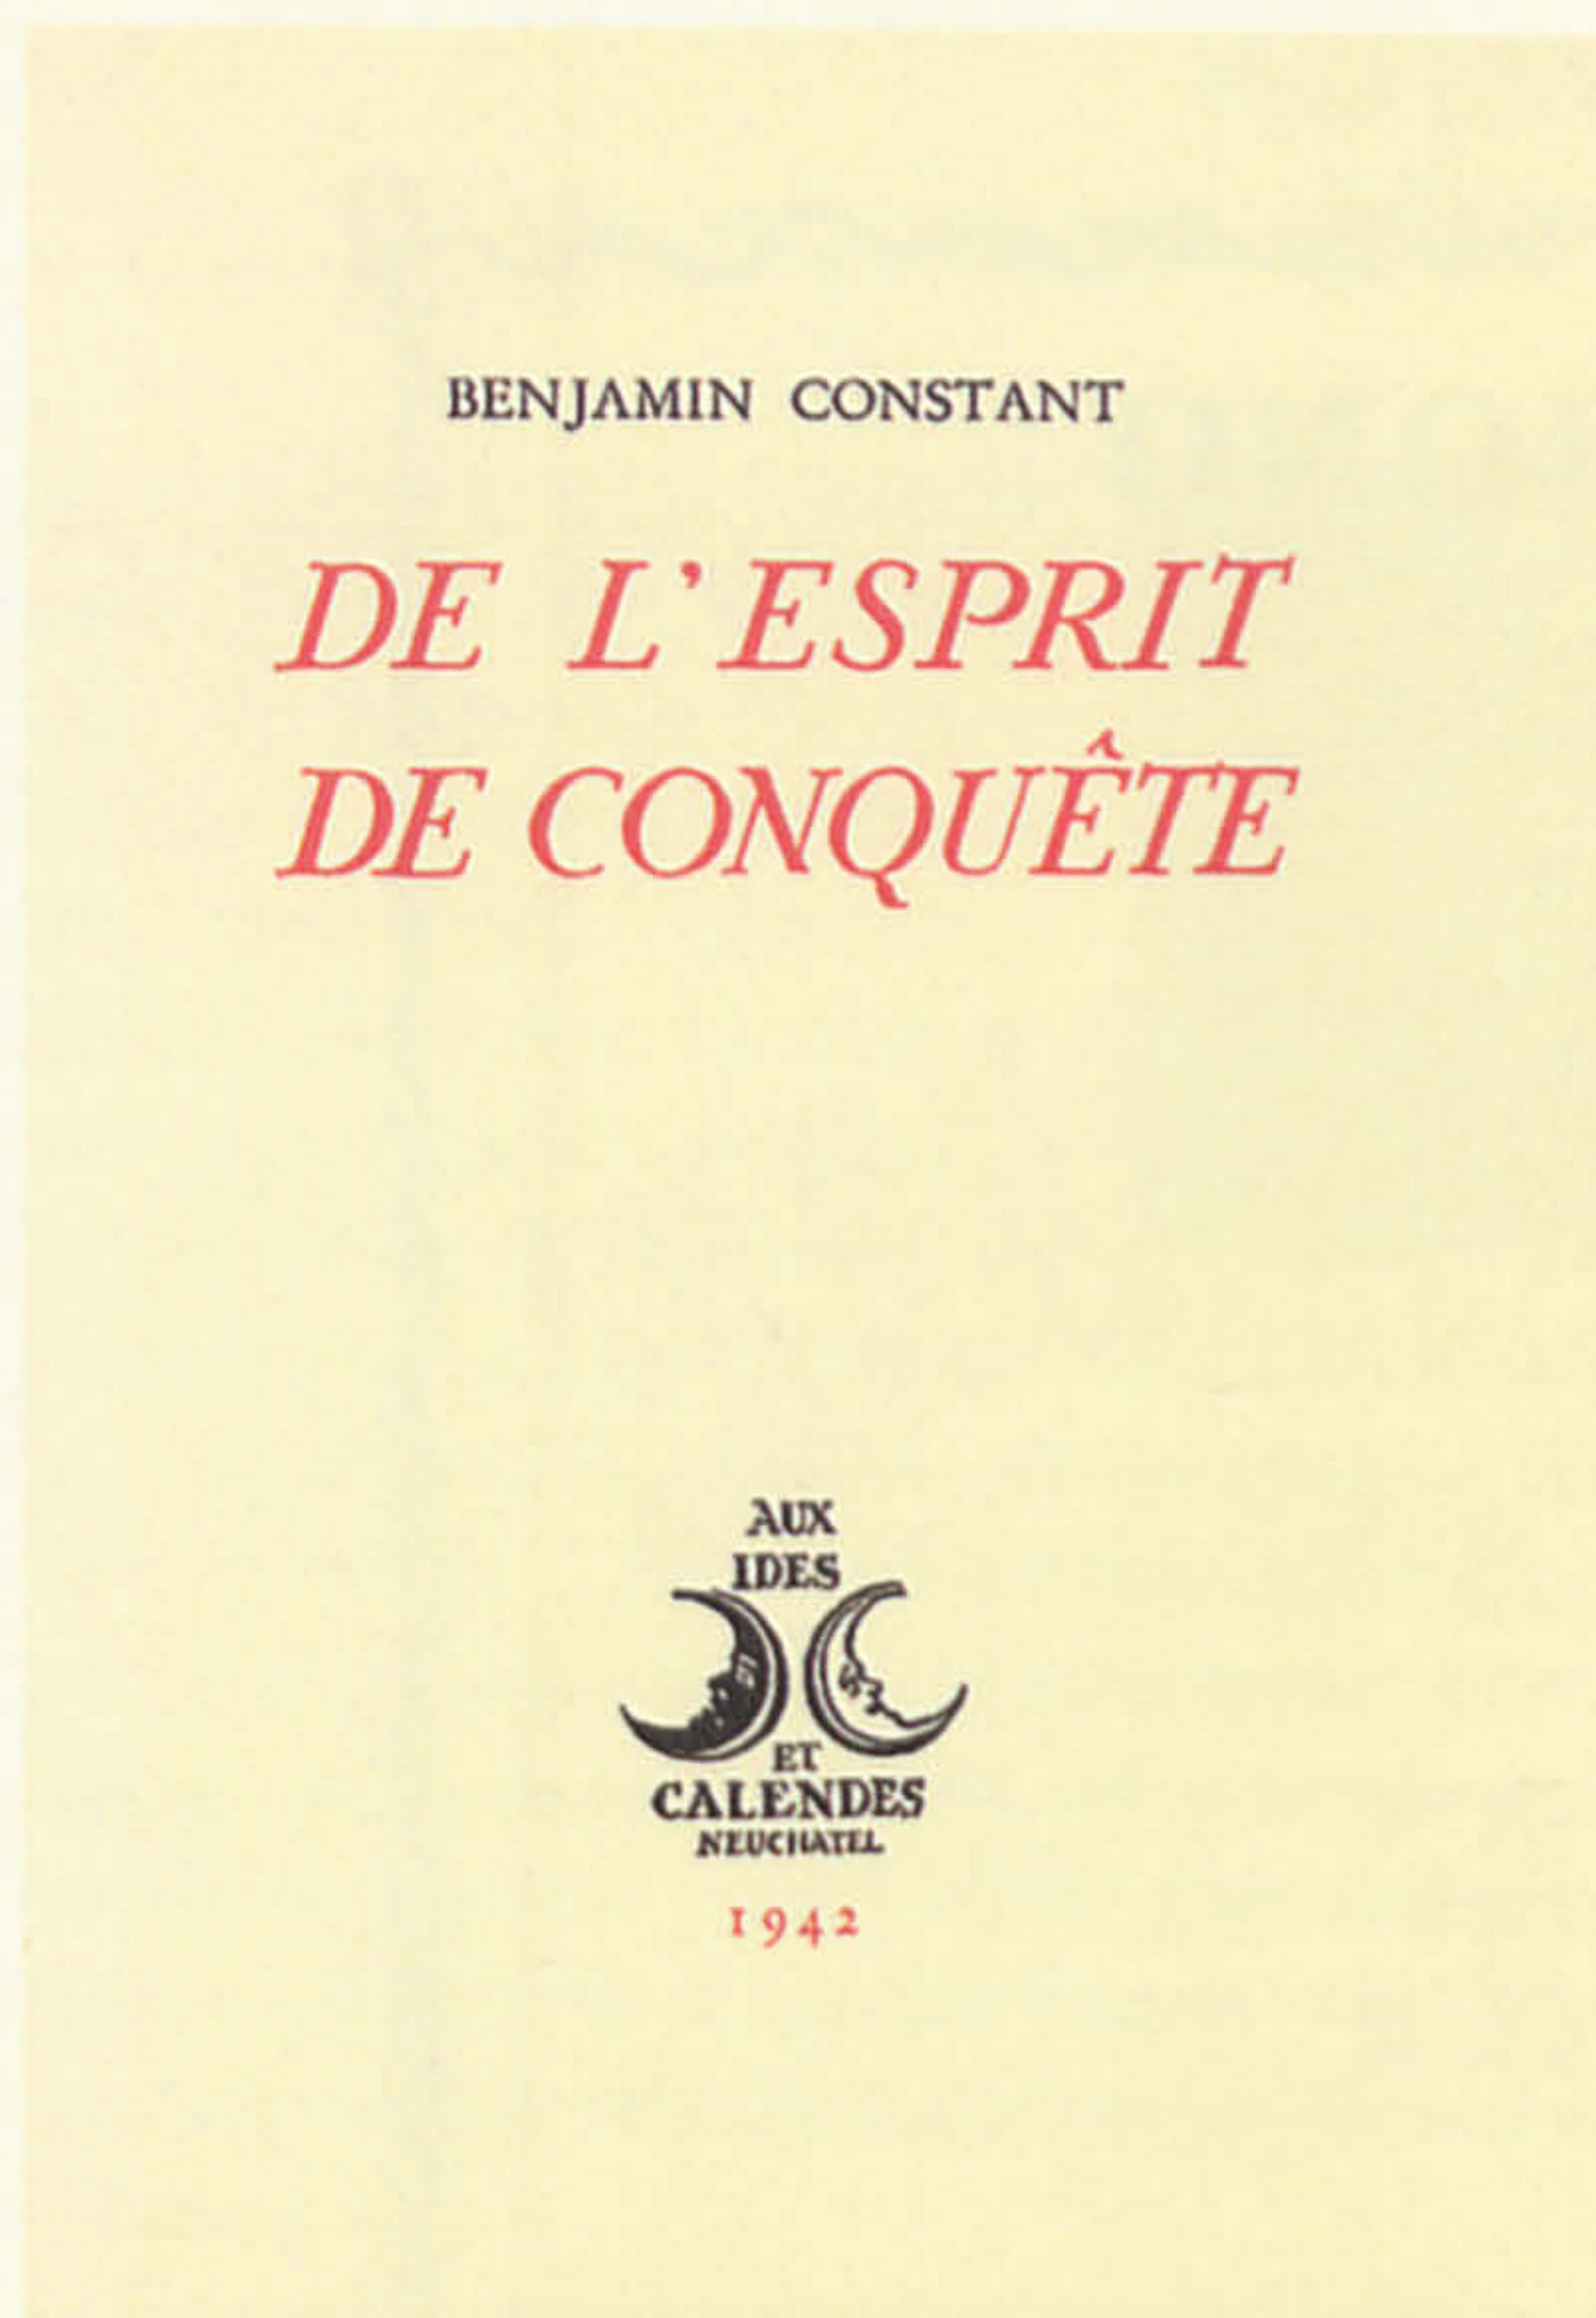 BENJAMIN CONSTANT
DE L'ESPRIT
DE CONQUÊTE
AUX
IDES
ET
CALENDES
NEUCHATEL
1942